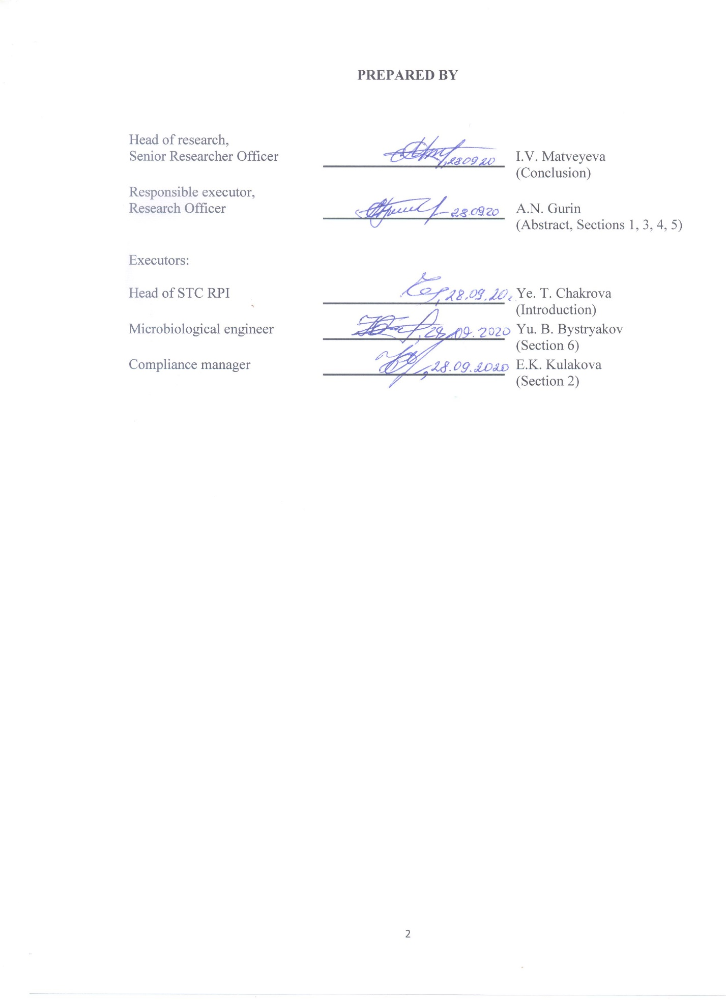 PREPARED BY
Head of research,
Senior Researcher Officer
28 09 20
I.V. Matveyeva
(Conclusion)
Responsible executor,
Research Officer
28.09.20
A.N. Gurin
(Abstract, Sections 1, 3, 4, 5)
Executors:
Head of STC RPI
28.09.20
Ye. T. Chakrova
(Introduction)
Microbiological engineer
28.09.2020
Yu. B. Bystryakov
(Section 6)
Compliance manager
28.09.2020
E.K. Kulakova
(Section 2)
2